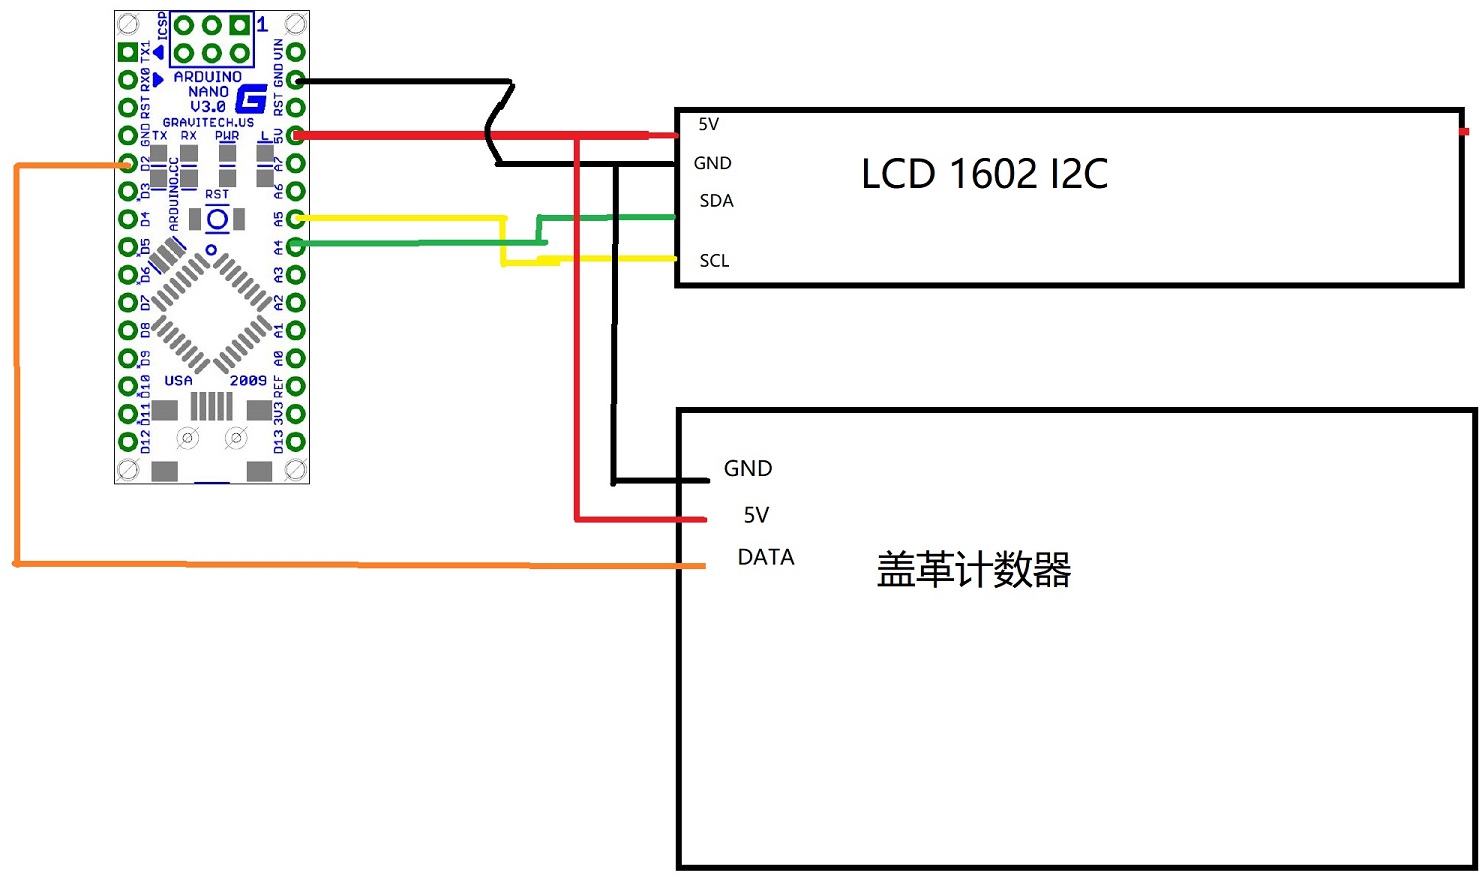 ICSP
1
TX1
RX0
RST
GND
D2
D3
D4
D5
D6
D7
D8
D9
D10
D11
D12
ARDUINO
NANO
V3.0
G
GRAVITECH.US
TX RX PWR L
ARDUINO.CC
RST
USA 2009
VIN
GND
RST
5V
A7
A6
A5
A4
A3
A2
A1
A0
REF
3V3
D13
5V
GND
SDA
SCL
LCD 1602 I2C
GND
5V
DATA
盖革计数器